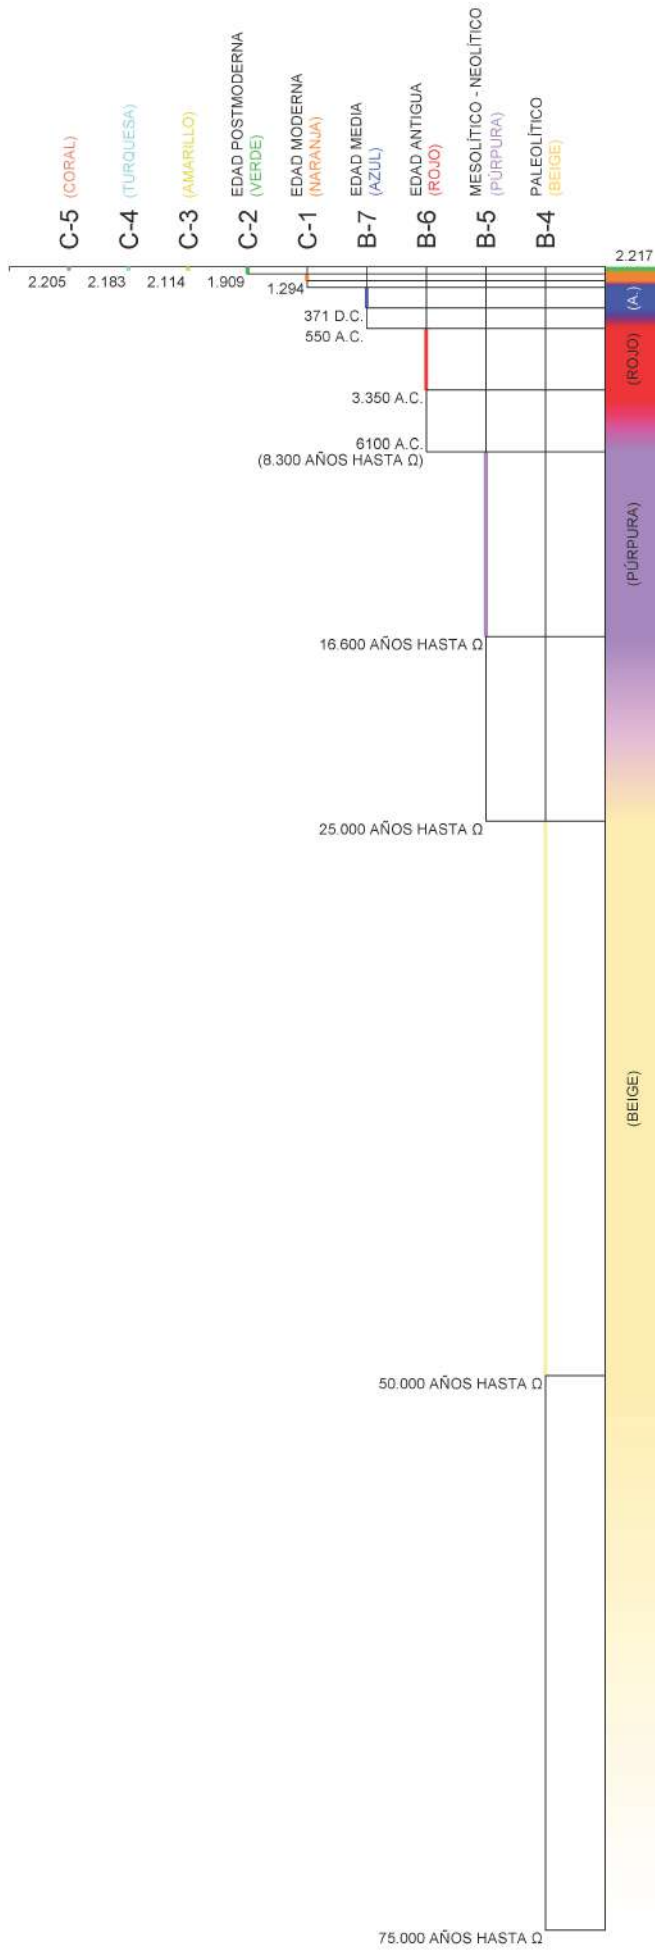 C-5 (CORAL)
C-4 (TURQUESA)
C-3 (AMARILLO)
C-2 EDAD POSTMODERNA
(VERDE)
C-1 EDAD MODERNA
(NARANJA)
B-7 EDAD MEDIA
(AZUL)
B-6 EDAD ANTIGUA
(ROJO)
B-5 MESOLÍTICO - NEOLÍTICO
(PÚRPURA)
B-4 PALEOLÍTICO
(BEIGE)
2.217
2.205
2.183
2.114
1.909
1.294
371 D.C.
550 A.C.
3.350 A.C.
6100 A.C.
(8.300 AÑOS HASTA Ω)
16.600 AÑOS HASTA Ω
25.000 AÑOS HASTA Ω
50.000 AÑOS HASTA Ω
75.000 AÑOS HASTA Ω
(A.)
(ROJO)
(PÚRPURA)
(BEIGE)